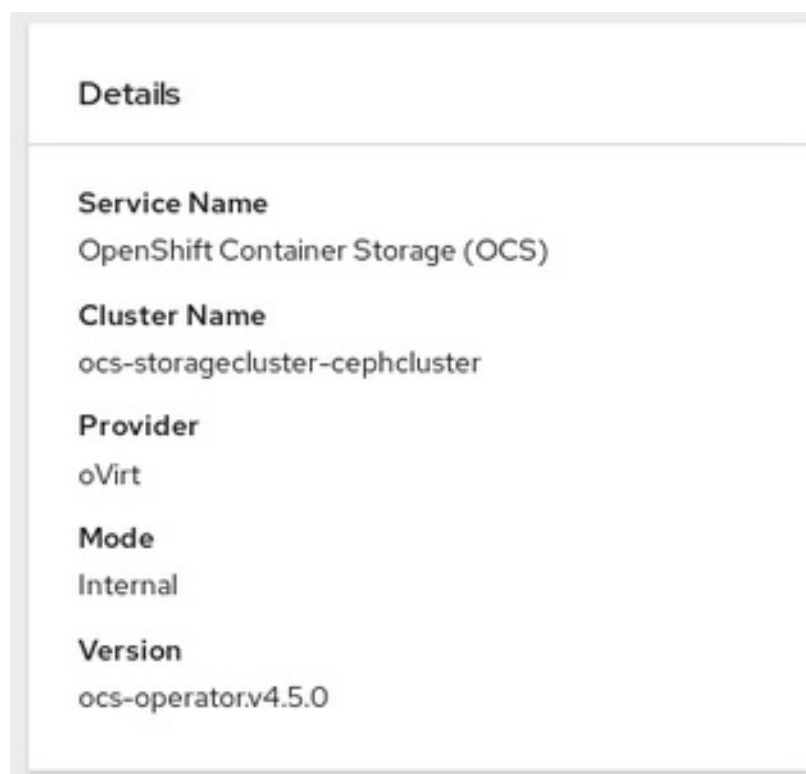 Details
Service Name
OpenShift Container Storage (OCS)
Cluster Name
ocs-storagecluster-cephcluster
Provider
oVirt
Mode
Internal
Version
ocs-operator.v4.5.0